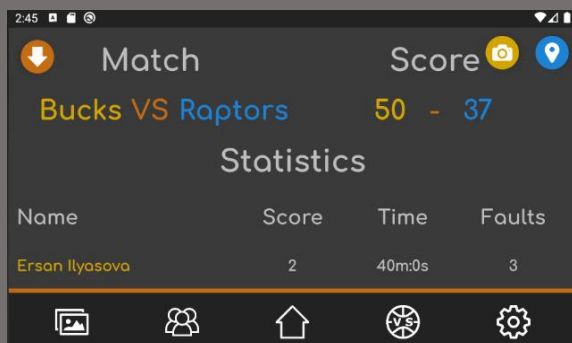 2:45
Match Score
Bucks VS Raptors 50 - 37
Statistics
Name Score Time Faults
Ersan Ilyasova 2 40m:0s 3
VS